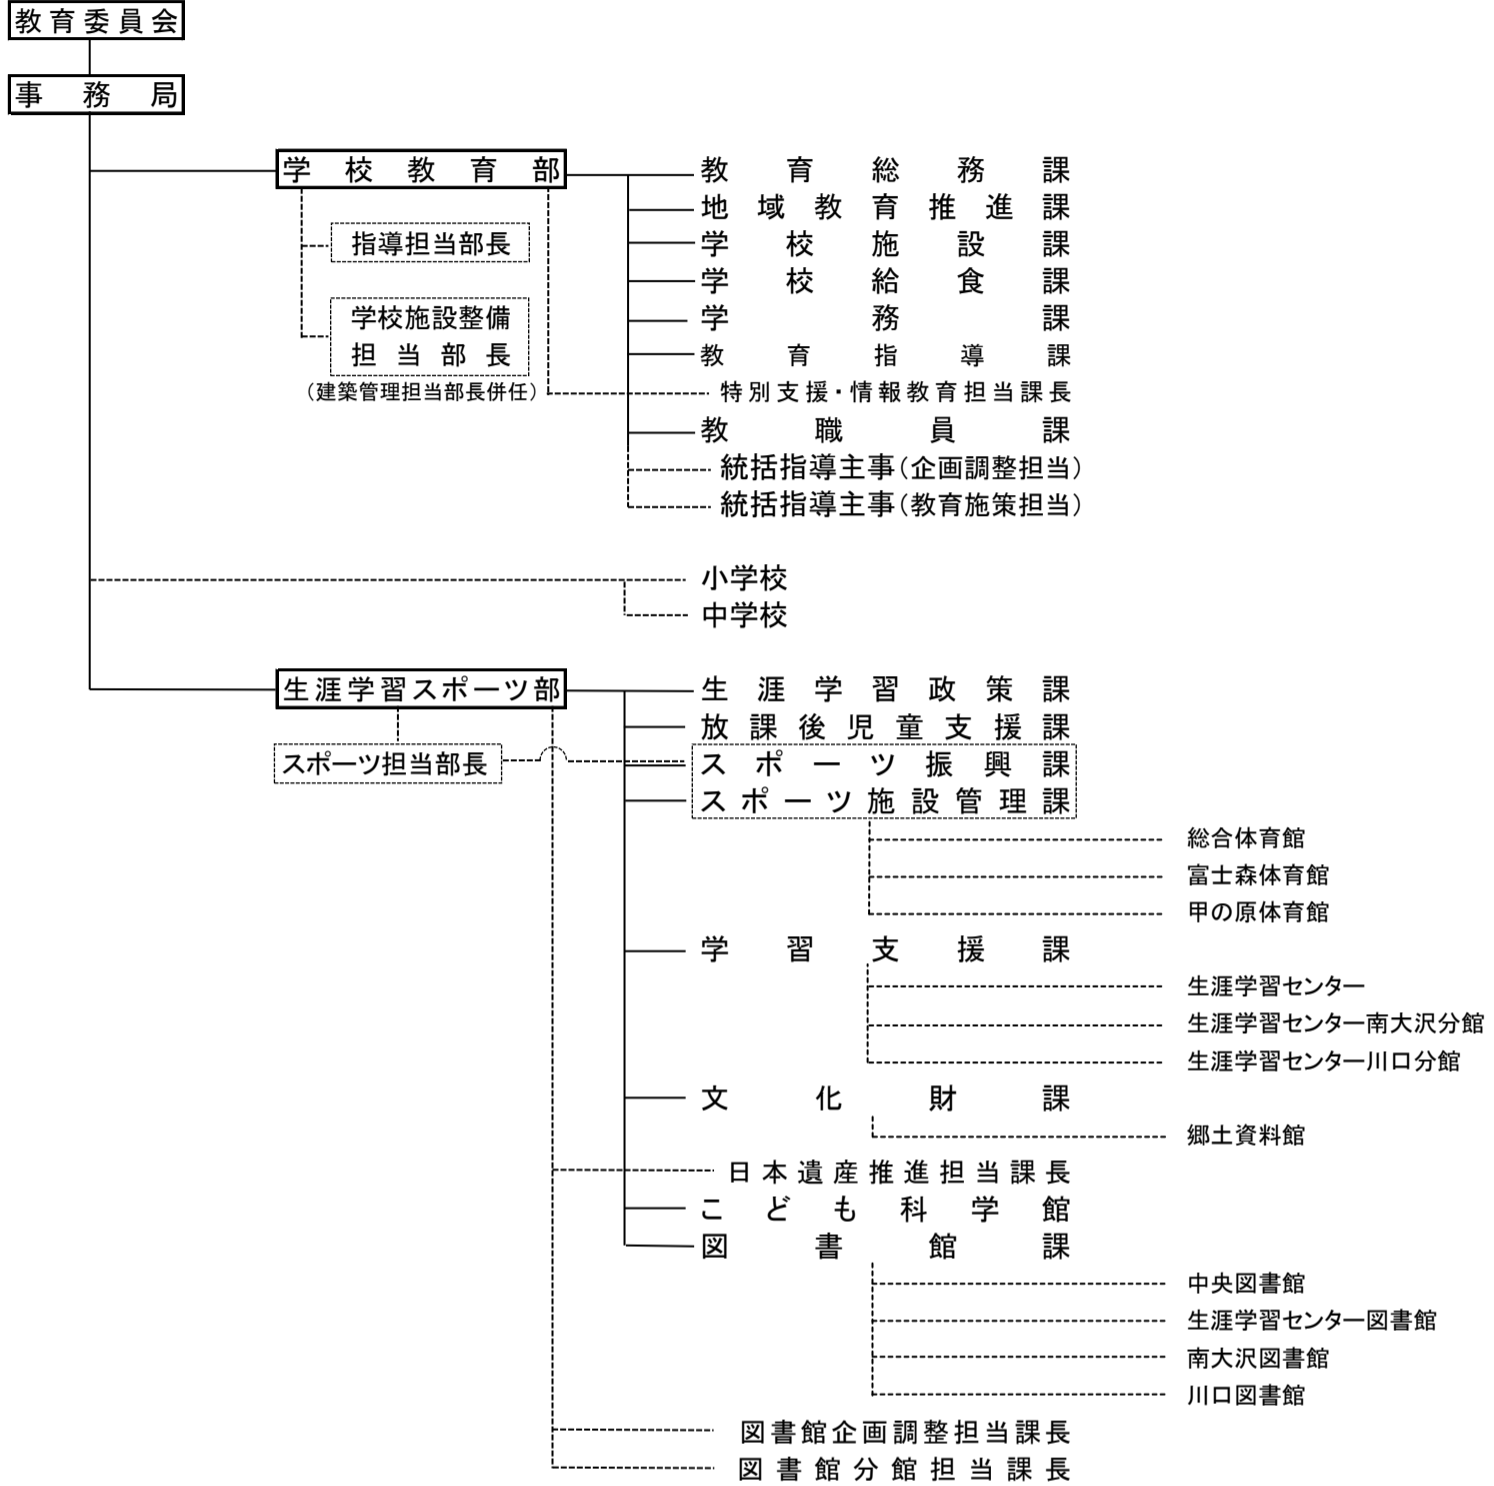 教育委員会
事務局
学校教育部
教育総務課
地域教育推進課
指導担当部長
学校施設課
学校給食課
学校施設整備
学務課
担当部長
教育指導課
（建築管理担当部長併任）
特別支援・情報教育担当課長
教職員課
統括指導主事（企画調整担当）
統括指導主事（教育施策担当）
小学校
中学校
生涯学習スポーツ部
生涯学習政策課
放課後児童支援課
スポーツ担当部長
スポーツ振興課
スポーツ施設管理課
総合体育館
富士森体育館
甲の原体育館
学習支援課
生涯学習センター
生涯学習センター南大沢分館
生涯学習センター川口分館
文化財課
郷土資料館
日本遺産推進担当課長
こども科学館
図書館課
中央図書館
生涯学習センター図書館
南大沢図書館
川口図書館
図書館企画調整担当課長
図書館分館担当課長